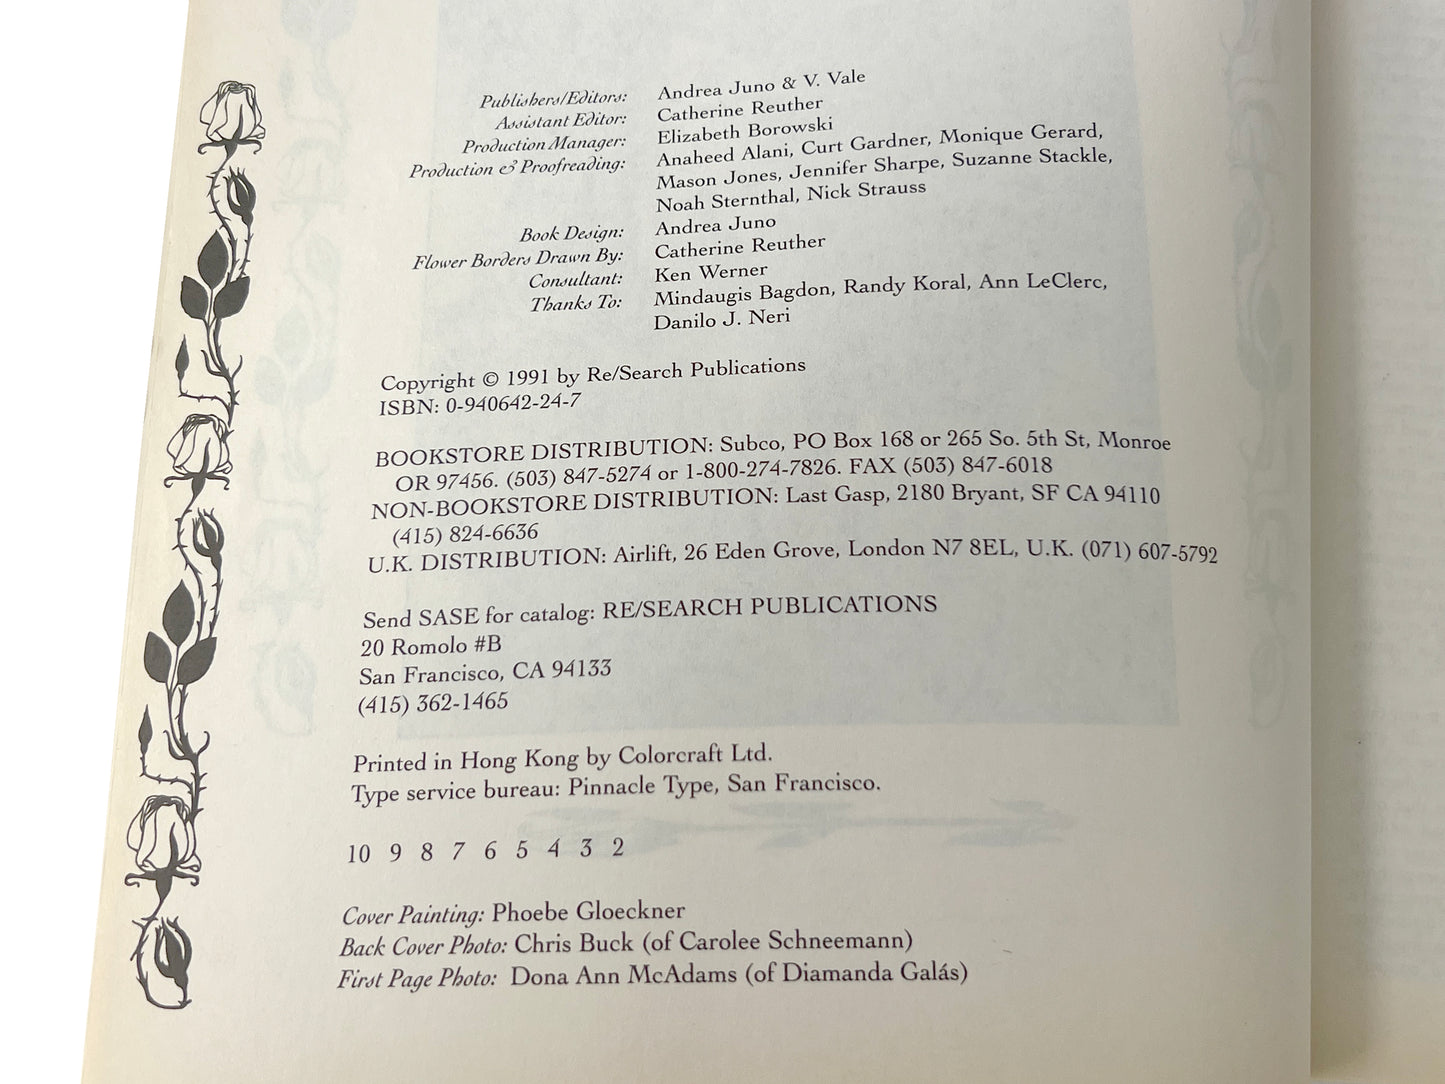 Publishers/Editors: Andrea Juno & V. Vale
Assistant Editor: Catherine Reuther
Production Manager: Elizabeth Borowski
Production & Proofreading: Anaheed Alani, Curt Gardner, Monique Gerard,
Mason Jones, Jennifer Sharpe, Suzanne Stackle,
Noah Sternthal, Nick Strauss
Book Design: Andrea Juno
Flower Borders Drawn By: Catherine Reuther
Consultant: Ken Werner
Thanks To: Mindaugis Bagdon, Randy Koral, Ann LeClerc,
Danilo J. Neri
Copyright © 1991 by Re/Search Publications
ISBN: 0-940642-24-7
BOOKSTORE DISTRIBUTION: Subco, PO Box 168 or 265 So. 5th St, Monroe
OR 97456. (503) 847-5274 or 1-800-274-7826. FAX (503) 847-6018
NON-BOOKSTORE DISTRIBUTION: Last Gasp, 2180 Bryant, SF CA 94110
(415) 824-6636
U.K. DISTRIBUTION: Airlift, 26 Eden Grove, London N7 8EL, U.K. (071) 607-5792
Send SASE for catalog: RE/SEARCH PUBLICATIONS
20 Romolo #B
San Francisco, CA 94133
(415) 362-1465
Printed in Hong Kong by Colorcraft Ltd.
Type service bureau: Pinnacle Type, San Francisco.
10 9 8 7 6 5 4 3 2
Cover Painting: Phoebe Gloeckner
Back Cover Photo: Chris Buck (of Carolee Schneemann)
First Page Photo: Dona Ann McAdams (of Diamanda Galás)